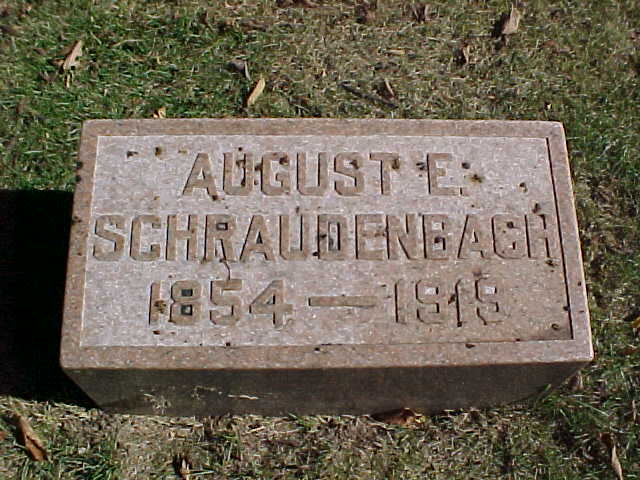 AUGUST E.
SCHRAUDENBACH
1854 — 1919